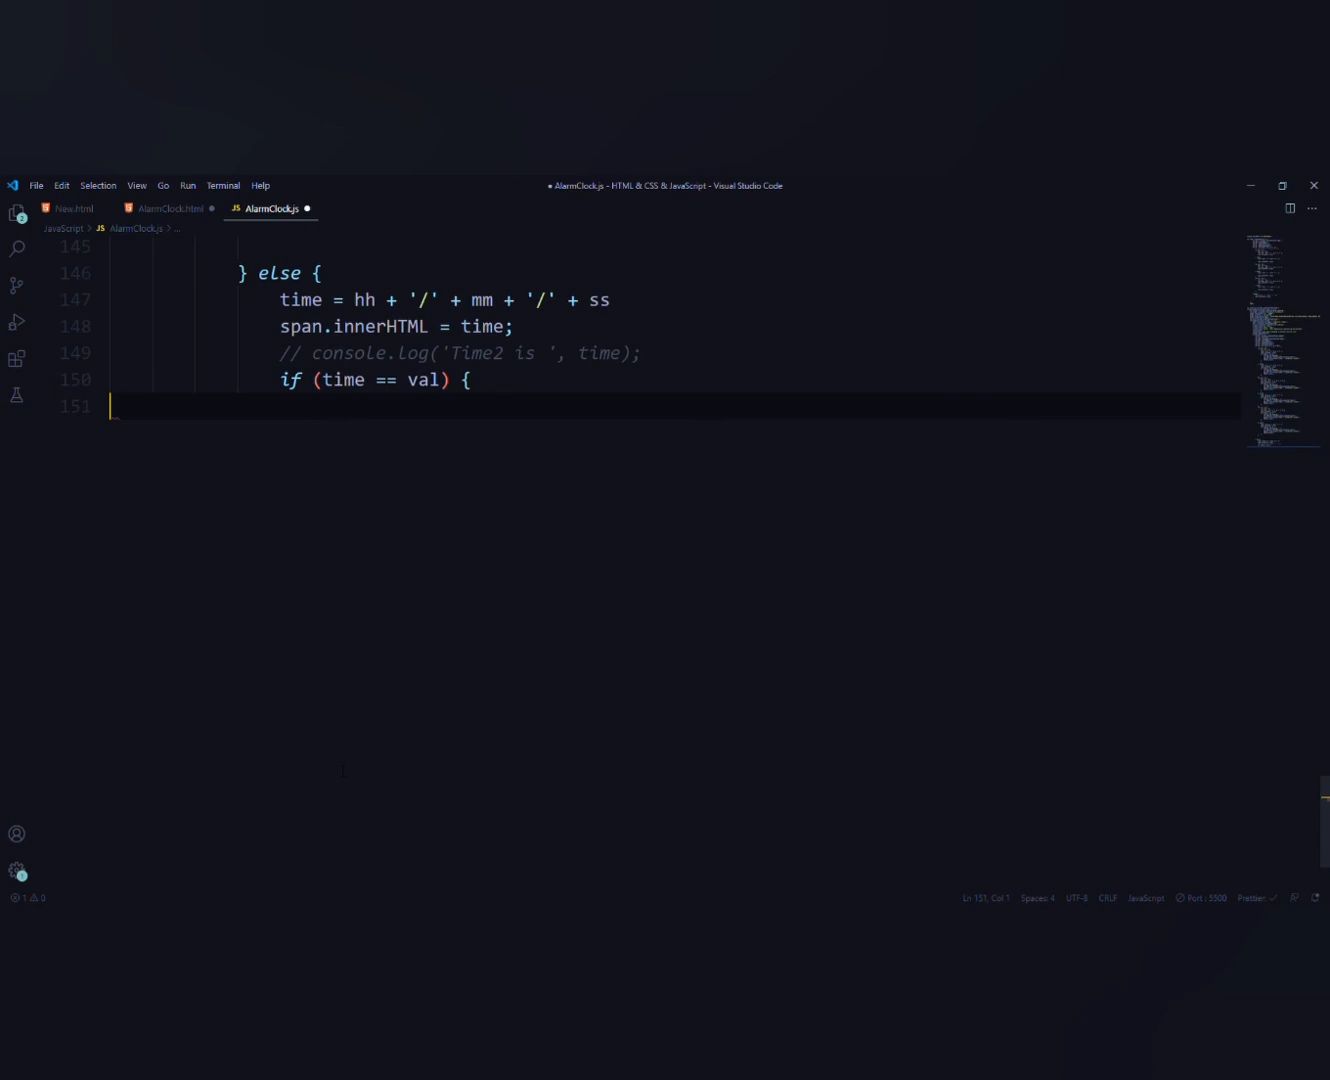 File Edit Selection View Go Run Terminal Help
● AlarmClock.js - HTML & CSS & JavaScript - Visual Studio Code
New.html AlarmClock.html ● JS AlarmClock.js ●
2
JavaScript > JS AlarmClock.js > ...
145
146 } else {
147 time = hh + '/' + mm + '/' + ss
148 span.innerHTML = time;
149 // console.log('Time2 is ', time);
150 if (time == val) {
151
1 0
Ln 151, Col 1 Spaces: 4 UTF-8 CRLF JavaScript Port : 5500 Prettier: ✓